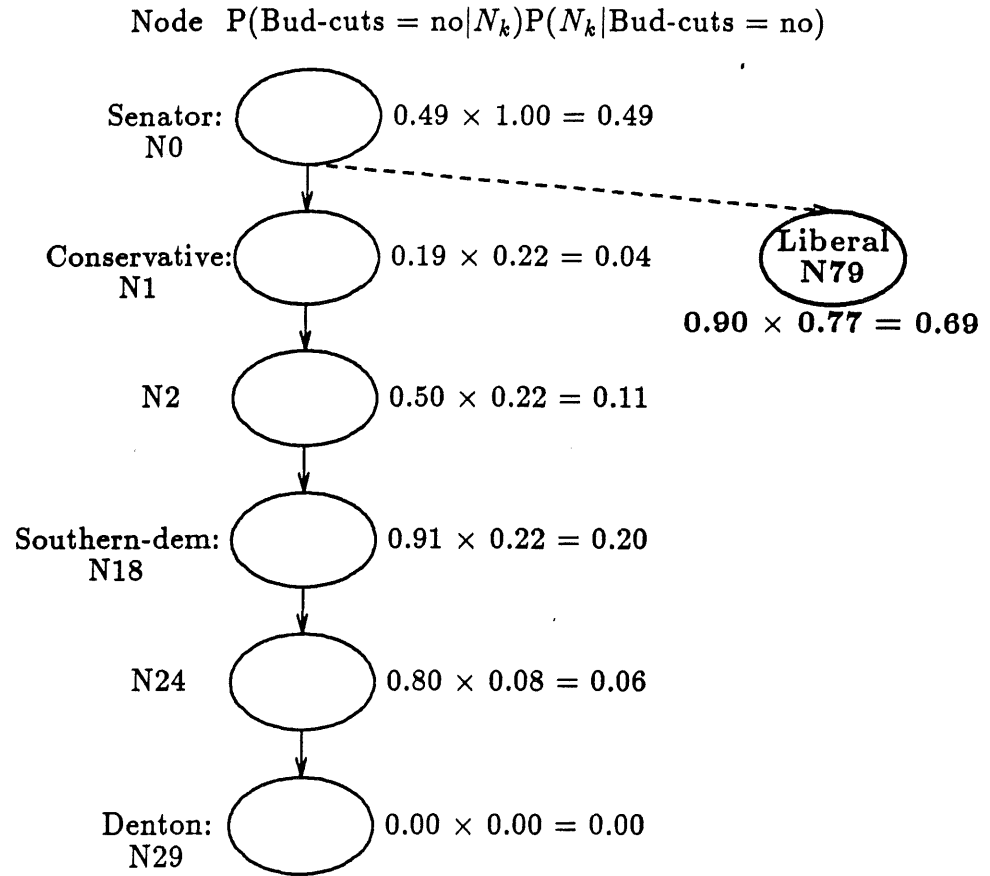 Node P(Bud-cuts = no|N_k)P(N_k|Bud-cuts = no)
Senator: 0.49 × 1.00 = 0.49
N0
Liberal
Conservative: 0.19 × 0.22 = 0.04
N79
N1
0.90 × 0.77 = 0.69
N2 0.50 × 0.22 = 0.11
Southern-dem: 0.91 × 0.22 = 0.20
N18
N24 0.80 × 0.08 = 0.06
Denton: 0.00 × 0.00 = 0.00
N29